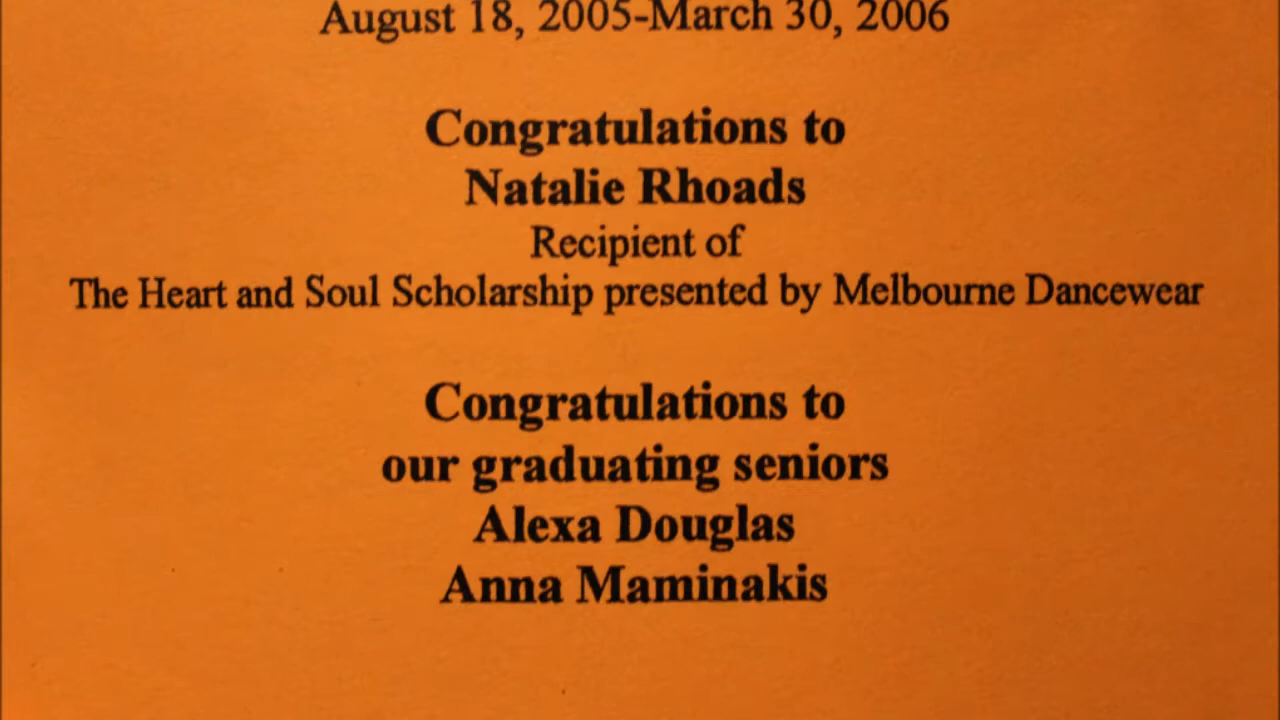 August 18, 2005-March 30, 2006
Congratulations to
Natalie Rhoads
Recipient of
The Heart and Soul Scholarship presented by Melbourne Dancewear
Congratulations to
our graduating seniors
Alexa Douglas
Anna Maminakis